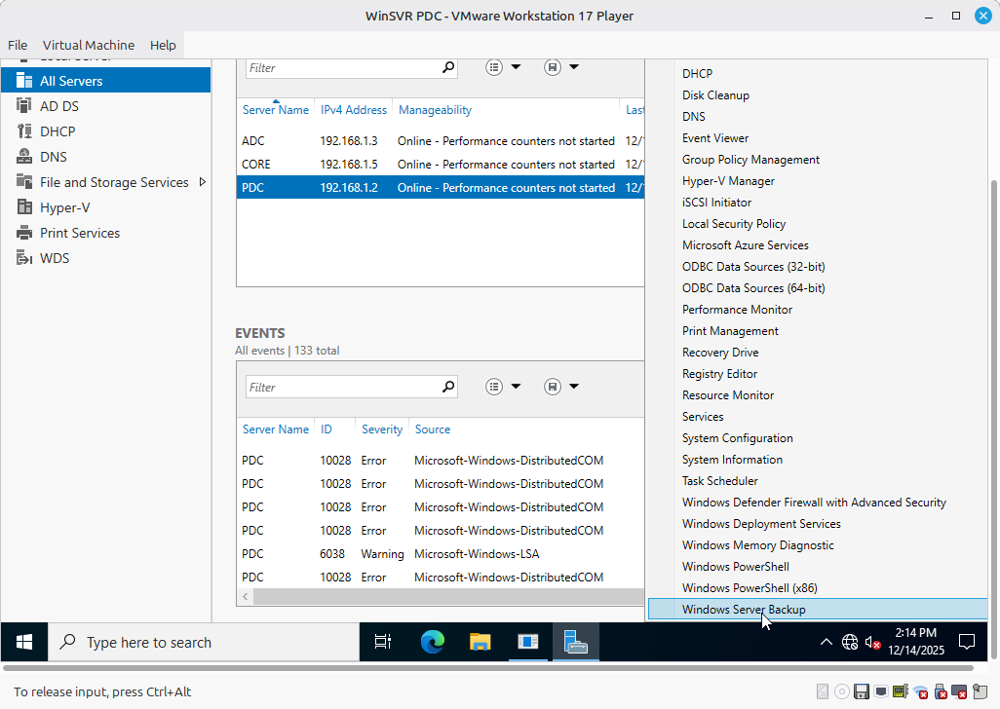 WinSVR PDC - VMware Workstation 17 Player
File Virtual Machine Help
All Servers
AD DS
DHCP
DNS
File and Storage Services
Hyper-V
Print Services
WDS
Filter
Server Name IPv4 Address Manageability Last
ADC 192.168.1.3 Online - Performance counters not started 12/
CORE 192.168.1.5 Online - Performance counters not started 12/
PDC 192.168.1.2 Online - Performance counters not started 12/
EVENTS
All events | 133 total
Filter
Server Name ID Severity Source
PDC 10028 Error Microsoft-Windows-DistributedCOM
PDC 10028 Error Microsoft-Windows-DistributedCOM
PDC 10028 Error Microsoft-Windows-DistributedCOM
PDC 10028 Error Microsoft-Windows-DistributedCOM
PDC 6038 Warning Microsoft-Windows-LSA
PDC 10028 Error Microsoft-Windows-DistributedCOM
DHCP
Disk Cleanup
DNS
Event Viewer
Group Policy Management
Hyper-V Manager
iSCSI Initiator
Local Security Policy
Microsoft Azure Services
ODBC Data Sources (32-bit)
ODBC Data Sources (64-bit)
Performance Monitor
Print Management
Recovery Drive
Registry Editor
Resource Monitor
Services
System Configuration
System Information
Task Scheduler
Windows Defender Firewall with Advanced Security
Windows Deployment Services
Windows Memory Diagnostic
Windows PowerShell
Windows PowerShell (x86)
Windows Server Backup
Type here to search
2:14 PM
12/14/2025
To release input, press Ctrl+Alt